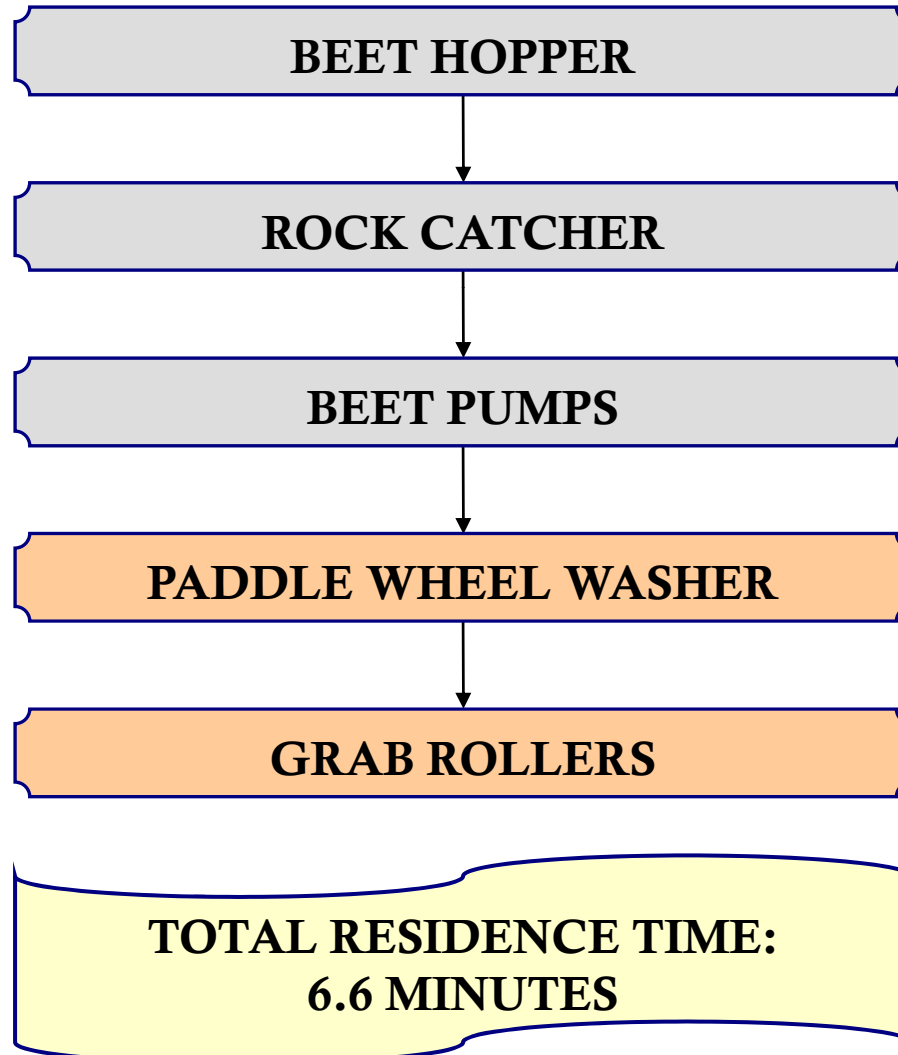 BEET HOPPER
ROCK CATCHER
BEET PUMPS
PADDLE WHEEL WASHER
GRAB ROLLERS
TOTAL RESIDENCE TIME:
6.6 MINUTES